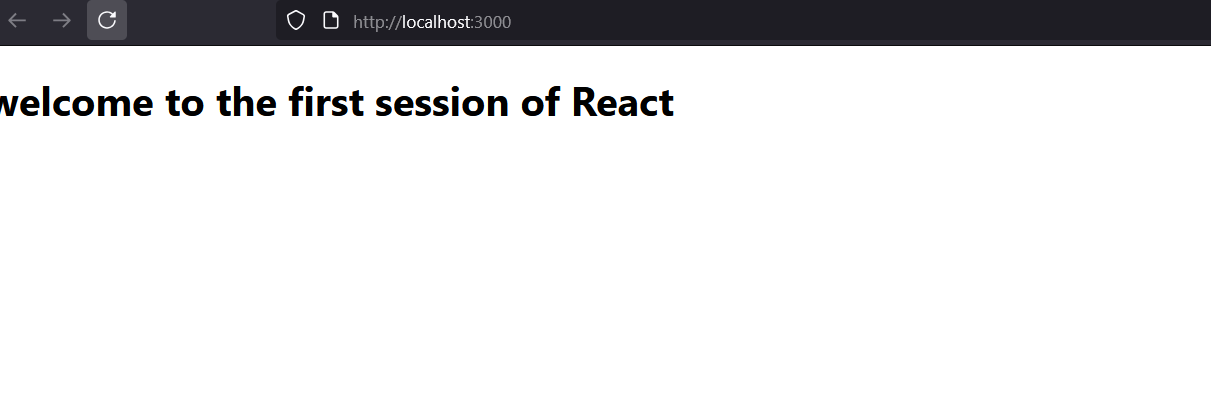 http://localhost:3000
welcome to the first session of React